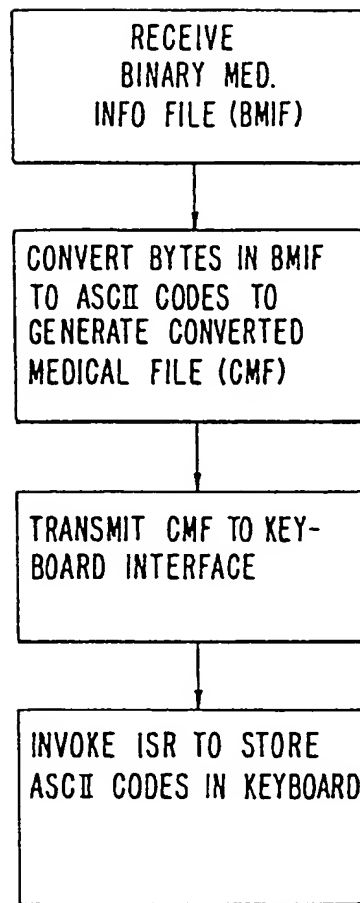 RECEIVE
BINARY MED.
INFO FILE (BMIF)
CONVERT BYTES IN BMIF
TO ASCII CODES TO
GENERATE CONVERTED
MEDICAL FILE (CMF)
TRANSMIT CMF TO KEY-
BOARD INTERFACE
INVOKE ISR TO STORE
ASCII CODES IN KEYBOARD